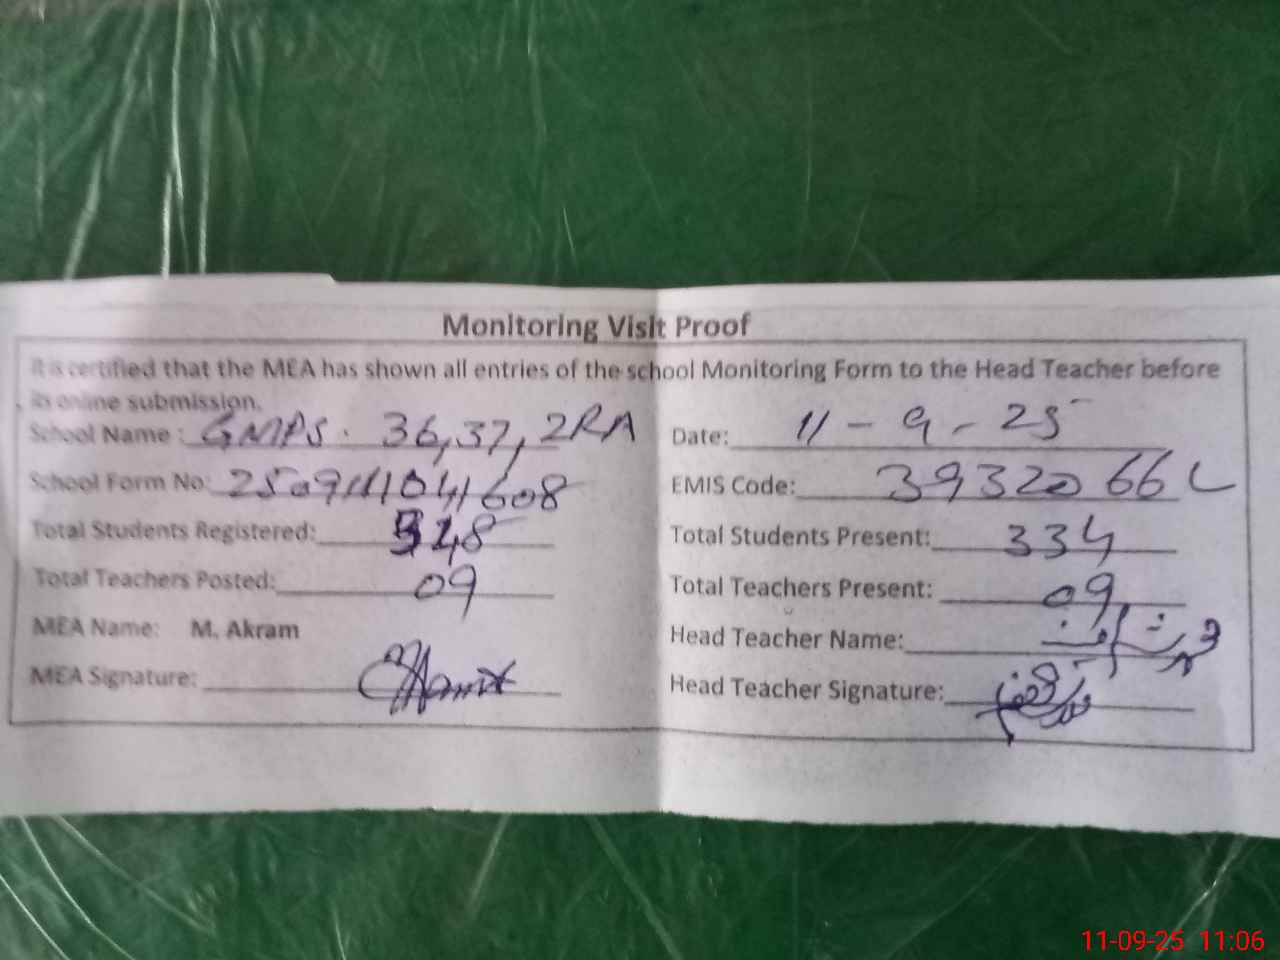 Monitoring Visit Proof
It is certified that the MEA has shown all entries of the school Monitoring Form to the Head Teacher before
its online submission.
School Name : GMPS. 36,37,2RA Date: 11-9-25
School Form No: EMIS Code: 39320661
Total Students Registered: Total Students Present: 334
Total Teachers Posted: 09 Total Teachers Present: 09
MEA Name: M. Akram Head Teacher Name:
MEA Signature: Head Teacher Signature:
11-09-25 11:06